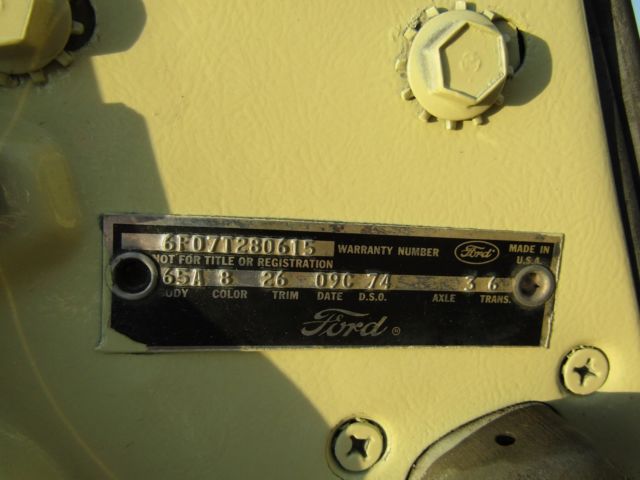 6R07T280615 WARRANTY NUMBER Ford MADE IN
NOT FOR TITLE OR REGISTRATION U.S.A.
65A 8 26 09C 74 3 6
BODY COLOR TRIM DATE D.S.O. AXLE TRANS.
Ford ®